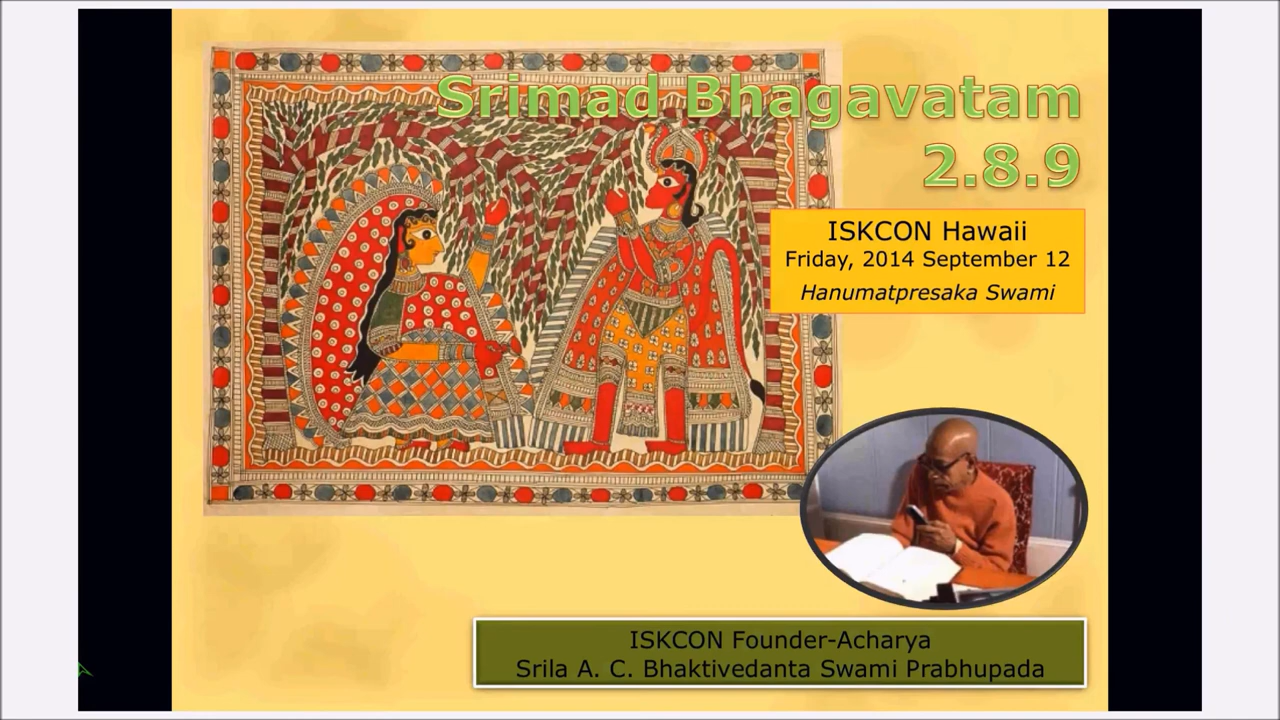 Srimad Bhagavatam
2.8.9
ISKCON Hawaii
Friday, 2014 September 12
Hanumatpresaka Swami
ISKCON Founder-Acharya
Srila A. C. Bhaktivedanta Swami Prabhupada